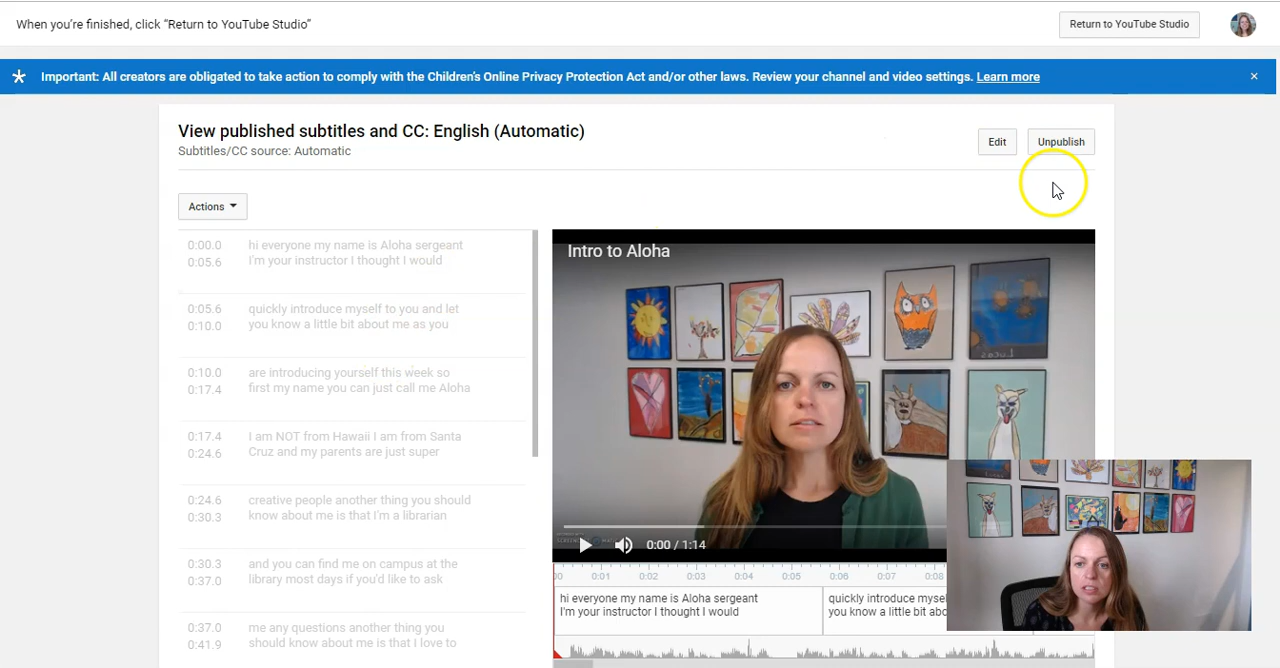 When you're finished, click “Return to YouTube Studio”
Return to YouTube Studio
Important: All creators are obligated to take action to comply with the Children's Online Privacy Protection Act and/or other laws. Review your channel and video settings. Learn more
View published subtitles and CC: English (Automatic)
Subtitles/CC source: Automatic
Edit
Unpublish
Actions
0:00.0 hi everyone my name is Aloha sergeant
0:05.6 I'm your instructor I thought I would
0:05.6 quickly introduce myself to you and let
0:10.0 you know a little bit about me as you
0:10.0 are introducing yourself this week so
0:17.4 first my name you can just call me Aloha
0:17.4 I am NOT from Hawaii I am from Santa
0:24.6 Cruz and my parents are just super
0:24.6 creative people another thing you should
0:30.3 know about me is that I'm a librarian
0:30.3 and you can find me on campus at the
0:37.0 library most days if you'd like to ask
0:37.0 me any questions another thing you
0:41.9 should know about me is that I love to
Intro to Aloha
0:00 / 1:14
00 0:01 0:02 0:03 0:04 0:05 0:06 0:07 0:08
hi everyone my name is Aloha sergeant
I'm your instructor I thought I would
quickly introduce myse
you know a little bit abo